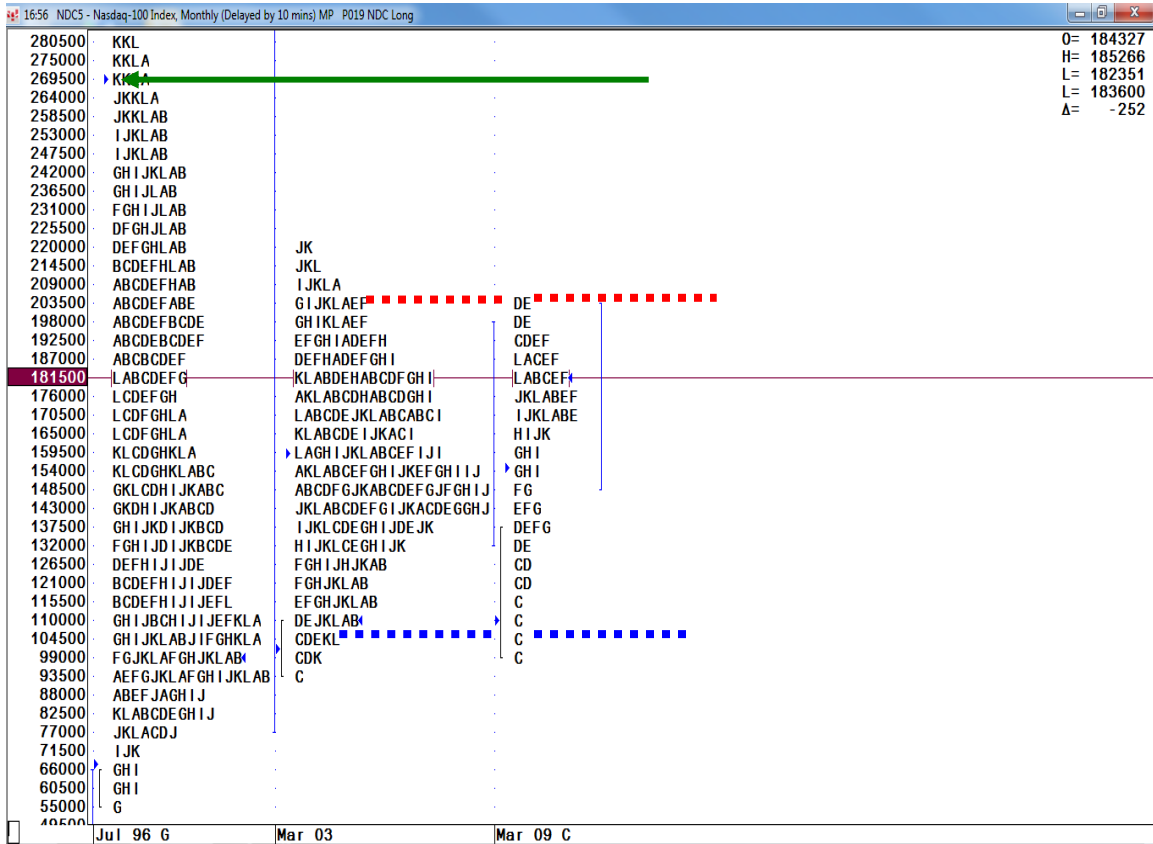 16:56 NDC5 - Nasdaq-100 Index, Monthly (Delayed by 10 mins) MP P019 NDC Long
O= 184327
H= 185266
L= 182351
L= 183600
Δ= -252
280500 KKL
275000 KKLA
269500
264000 JKKLA
258500 JKKLAB
253000 IJKLAB
247500 IJKLAB
242000 GHIJKLAB
236500 GHIJLAB
231000 FGHIJLAB
225500 DFGHJLAB
220000 DEFGHLAB JK
214500 BCDEFHLAB JKL
209000 ABCDEFHAB IJKLA
203500 ABCDEFABE GIJKLAEF DE
198000 ABCDEFBCDE GHIKLAEF DE
192500 ABCDEBCDEF EFGHIADEFH CDEF
187000 ABCBCDEF DEFHADEFGHI LACEF
181500 LABCDEFG KLABDEHABCDFGHI LABCEF
176000 LCDEFGH AKLABCDHABCDGHI JKLABEF
170500 LCDFGHLA LABCDEJKLABCABCI IJKLABE
165000 LCDFGHLA KLABCDEIJKACI HIJK
159500 KLCDGHKLA LAGHIJKLABCEFIJI GHI
154000 KLCDGHKLABC AKLABCEFGHIJKEFGHIIJ GHI
148500 GKLCDHIJKABC ABCDFGJKABCDEFGJFGHIJ FG
143000 GKDHIJKABCD JKLABCDEFGIJKACDEGGHJ EFG
137500 GHIJKDIJKBCD IJKLCDEGHIJDEJK DEFG
132000 FGHIJDIJKBCDE HIJKLCEGHIJK DE
126500 DEFHIJIJDE FGHIJHJKAB CD
121000 BCDEFHIJIJDEF FGHJKLAB CD
115500 BCDEFHIJIJEFL EFGHJKLAB C
110000 GHIJBCHIJIJEFKLA DEJKLAB C
104500 GHIJKLABJIFGHKLA CDEKL C
99000 FGJKLAFGHJKLAB CDK C
93500 AEFGJKLAFGHIJKLAB C
88000 ABEFJAGHIJ
82500 KLABCDEGHIJ
77000 JKLACDJ
71500 IJK
66000 GHI
60500 GHI
55000 G
49500
Jul 96 G Mar 03 Mar 09 C